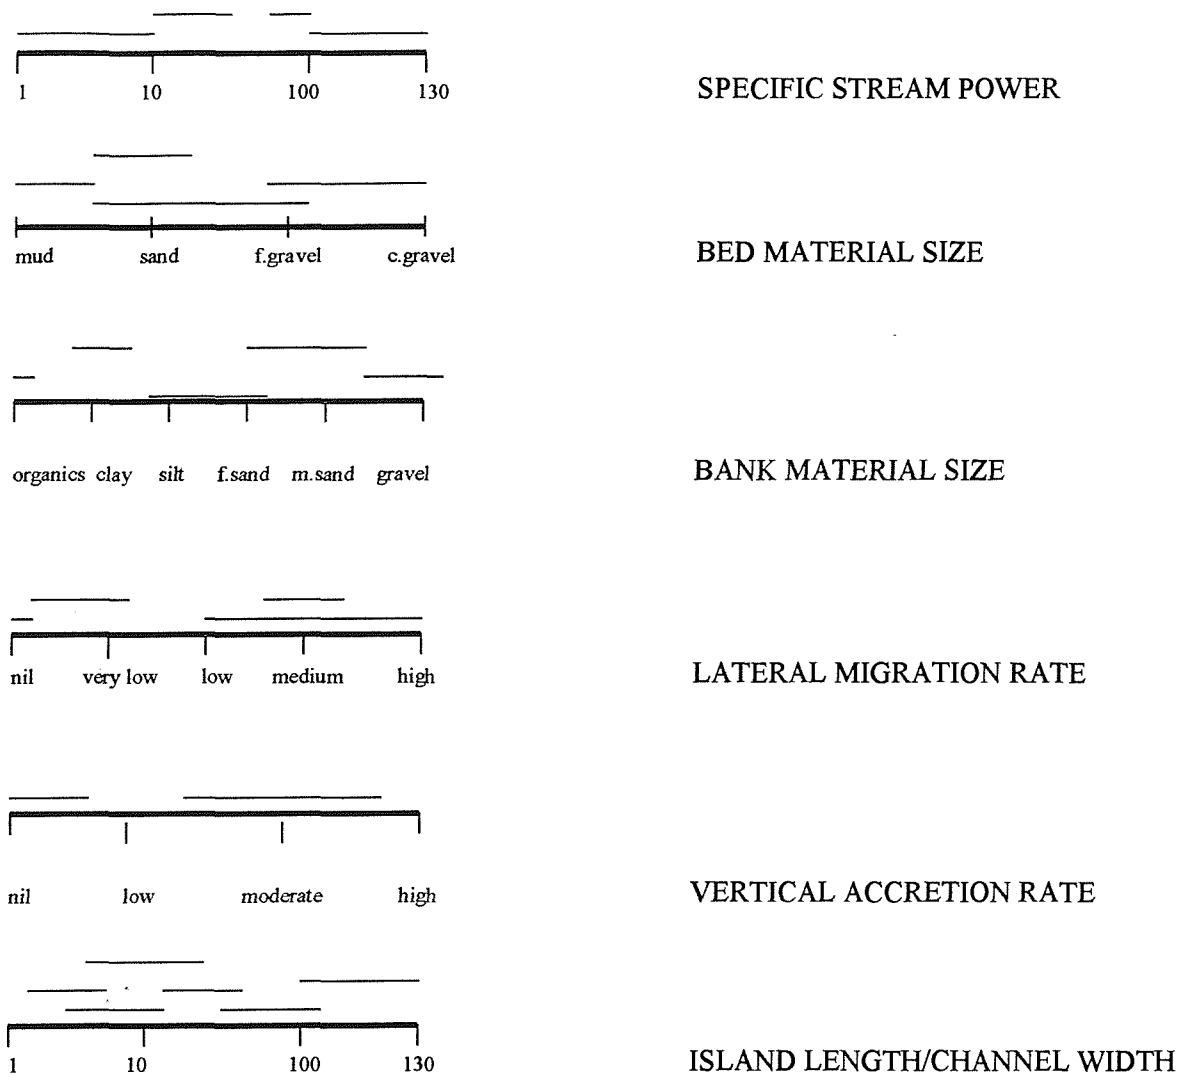 1 10 100 130
SPECIFIC STREAM POWER
mud sand f.gravel c.gravel
BED MATERIAL SIZE
organics clay silt f.sand m.sand gravel
BANK MATERIAL SIZE
nil very low low medium high
LATERAL MIGRATION RATE
nil low moderate high
VERTICAL ACCRETION RATE
1 10 100 130
ISLAND LENGTH/CHANNEL WIDTH